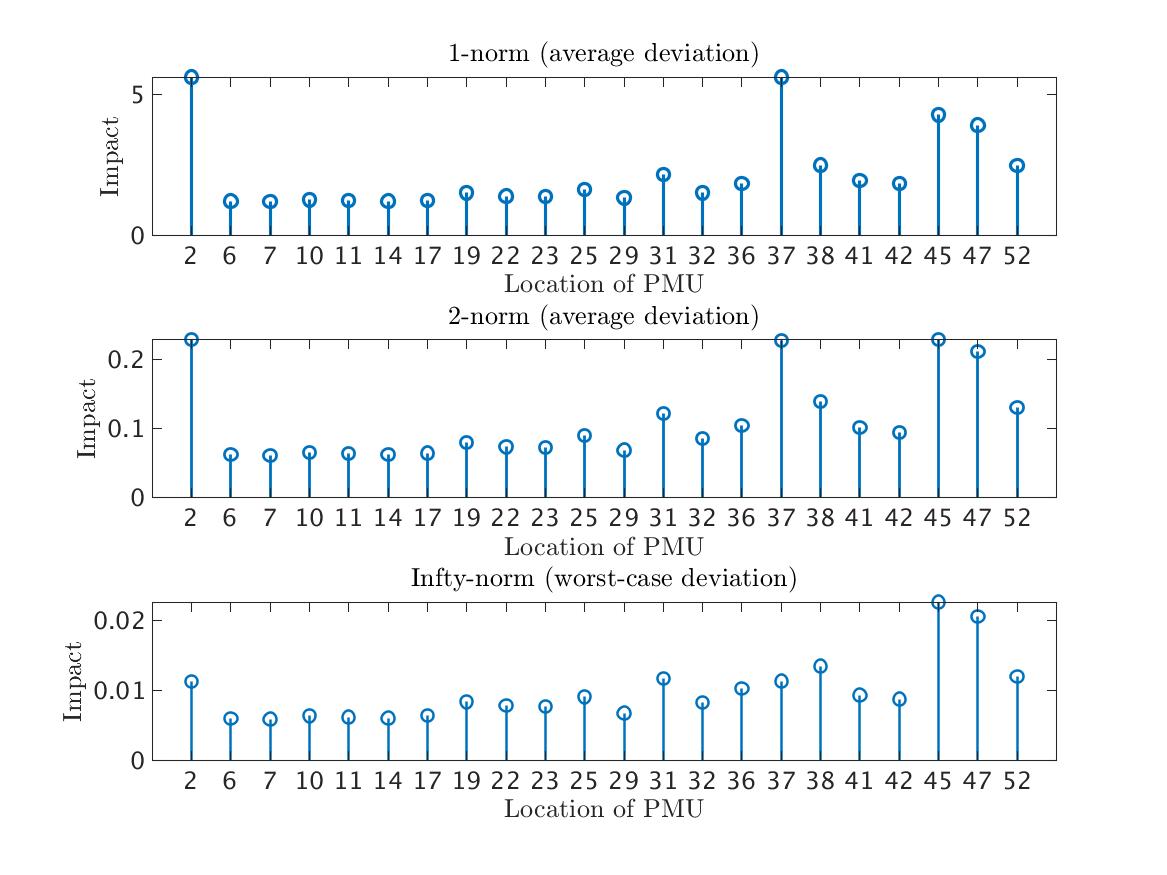 1-norm (average deviation)
5
0
Impact
2 6 7 10 11 14 17 19 22 23 25 29 31 32 36 37 38 41 42 45 47 52
Location of PMU
2-norm (average deviation)
0.2
0.1
0
Impact
2 6 7 10 11 14 17 19 22 23 25 29 31 32 36 37 38 41 42 45 47 52
Location of PMU
Infty-norm (worst-case deviation)
0.02
0.01
0
Impact
2 6 7 10 11 14 17 19 22 23 25 29 31 32 36 37 38 41 42 45 47 52
Location of PMU